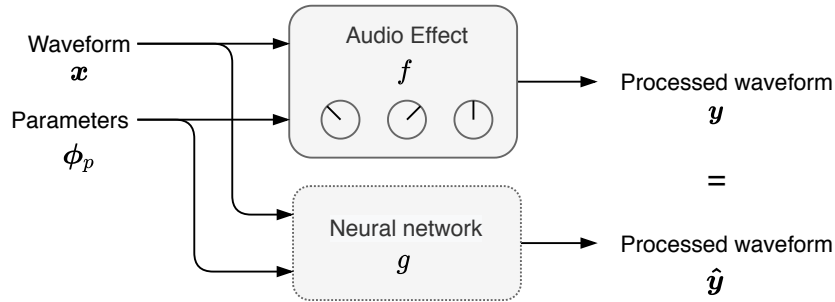 Waveform
x
Parameters
ϕₚ
Audio Effect
f
Processed waveform
y
=
Neural network
g
Processed waveform
ŷ